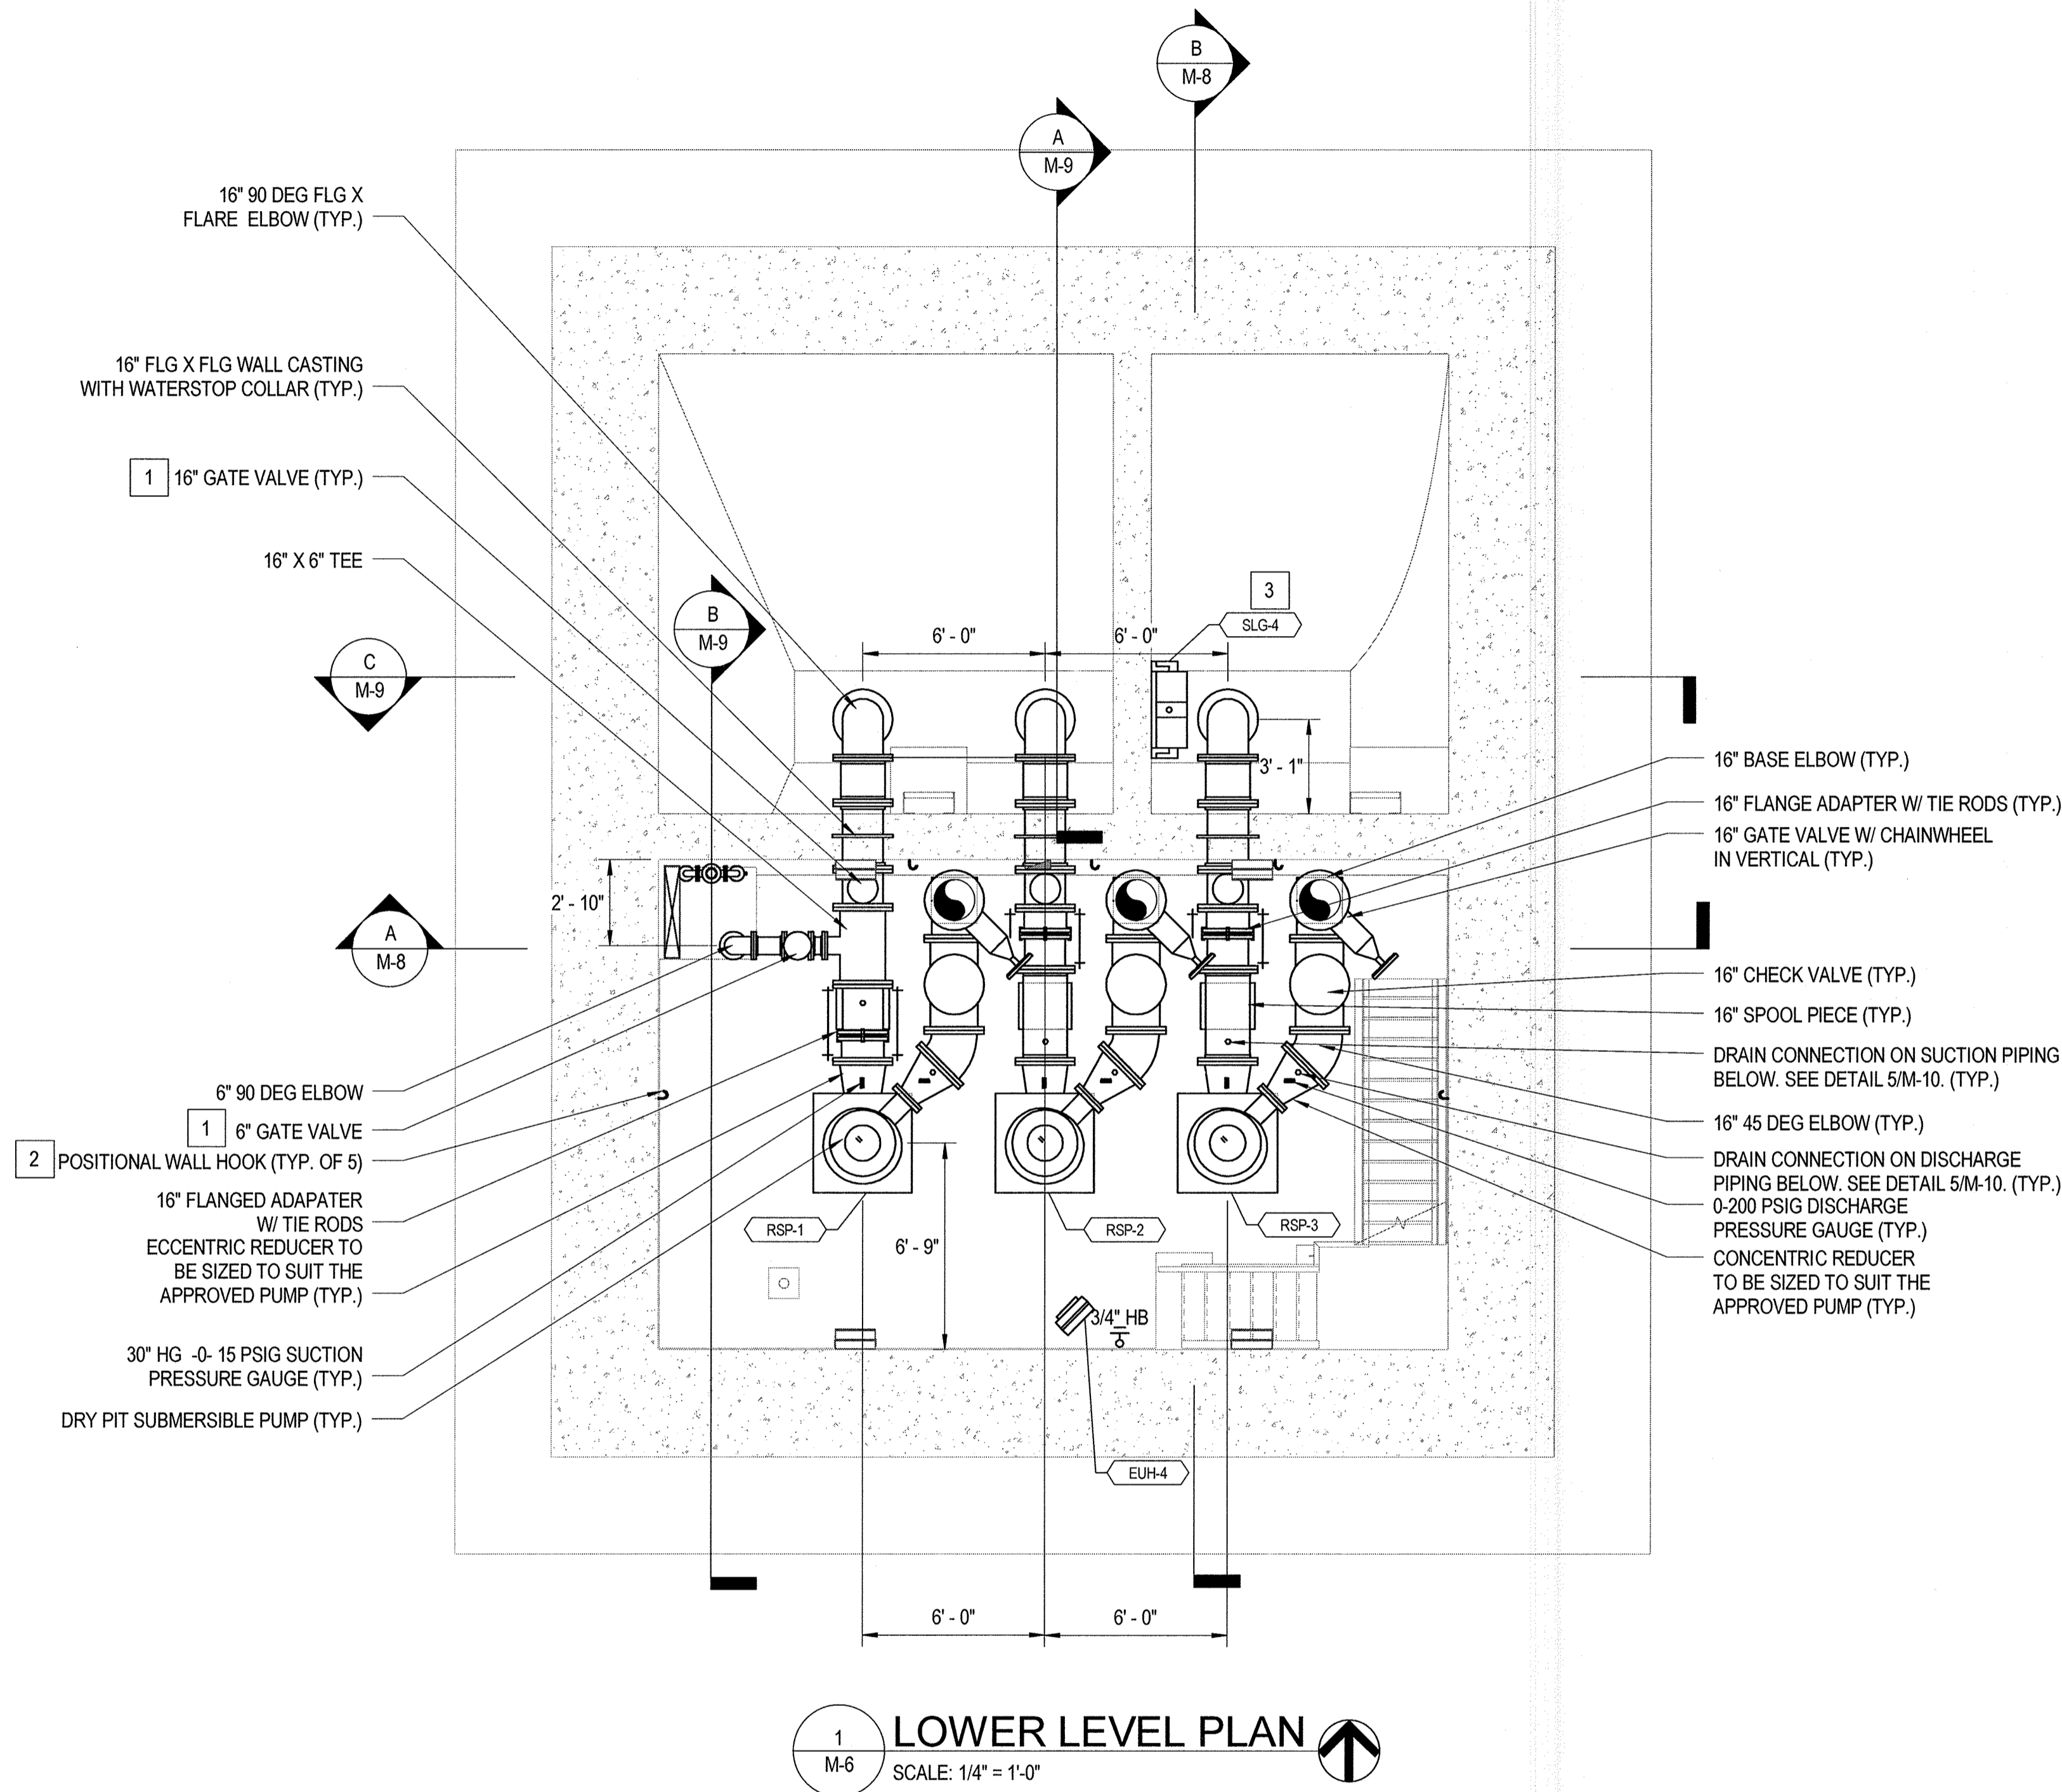 B
M-8
A
M-9
16" 90 DEG FLG X
FLARE ELBOW (TYP.)
16" FLG X FLG WALL CASTING
WITH WATERSTOP COLLAR (TYP.)
1 16" GATE VALVE (TYP.)
16" X 6" TEE
3
SLG-4
B
M-9
6' - 0"
6' - 0"
C
M-9
3' - 1"
16" BASE ELBOW (TYP.)
16" FLANGE ADAPTER W/ TIE RODS (TYP.)
16" GATE VALVE W/ CHAINWHEEL
IN VERTICAL (TYP.)
2' - 10"
A
M-8
16" CHECK VALVE (TYP.)
16" SPOOL PIECE (TYP.)
DRAIN CONNECTION ON SUCTION PIPING
BELOW. SEE DETAIL 5/M-10. (TYP.)
16" 45 DEG ELBOW (TYP.)
DRAIN CONNECTION ON DISCHARGE
PIPING BELOW. SEE DETAIL 5/M-10. (TYP.)
0-200 PSIG DISCHARGE
PRESSURE GAUGE (TYP.)
CONCENTRIC REDUCER
TO BE SIZED TO SUIT THE
APPROVED PUMP (TYP.)
6" 90 DEG ELBOW
1 6" GATE VALVE
2 POSITIONAL WALL HOOK (TYP. OF 5)
16" FLANGED ADAPATER
W/ TIE RODS
ECCENTRIC REDUCER TO
BE SIZED TO SUIT THE
APPROVED PUMP (TYP.)
30" HG -0- 15 PSIG SUCTION
PRESSURE GAUGE (TYP.)
DRY PIT SUBMERSIBLE PUMP (TYP.)
RSP-1
RSP-2
RSP-3
6' - 9"
3/4" HB
EUH-4
6' - 0"
6' - 0"
1
M-6
LOWER LEVEL PLAN
SCALE: 1/4" = 1'-0"